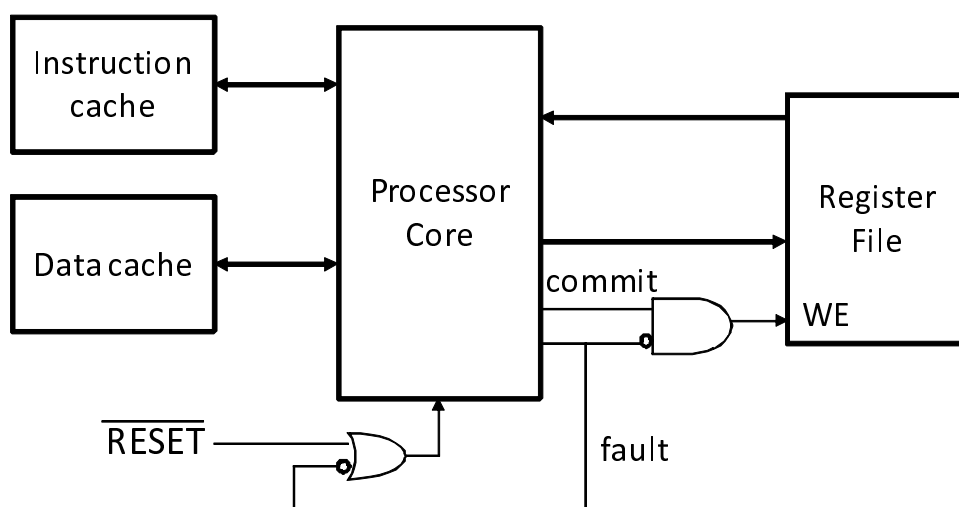 Instruction
cache
Data cache
Processor
Core
Register
File
commit
WE
RESET
fault